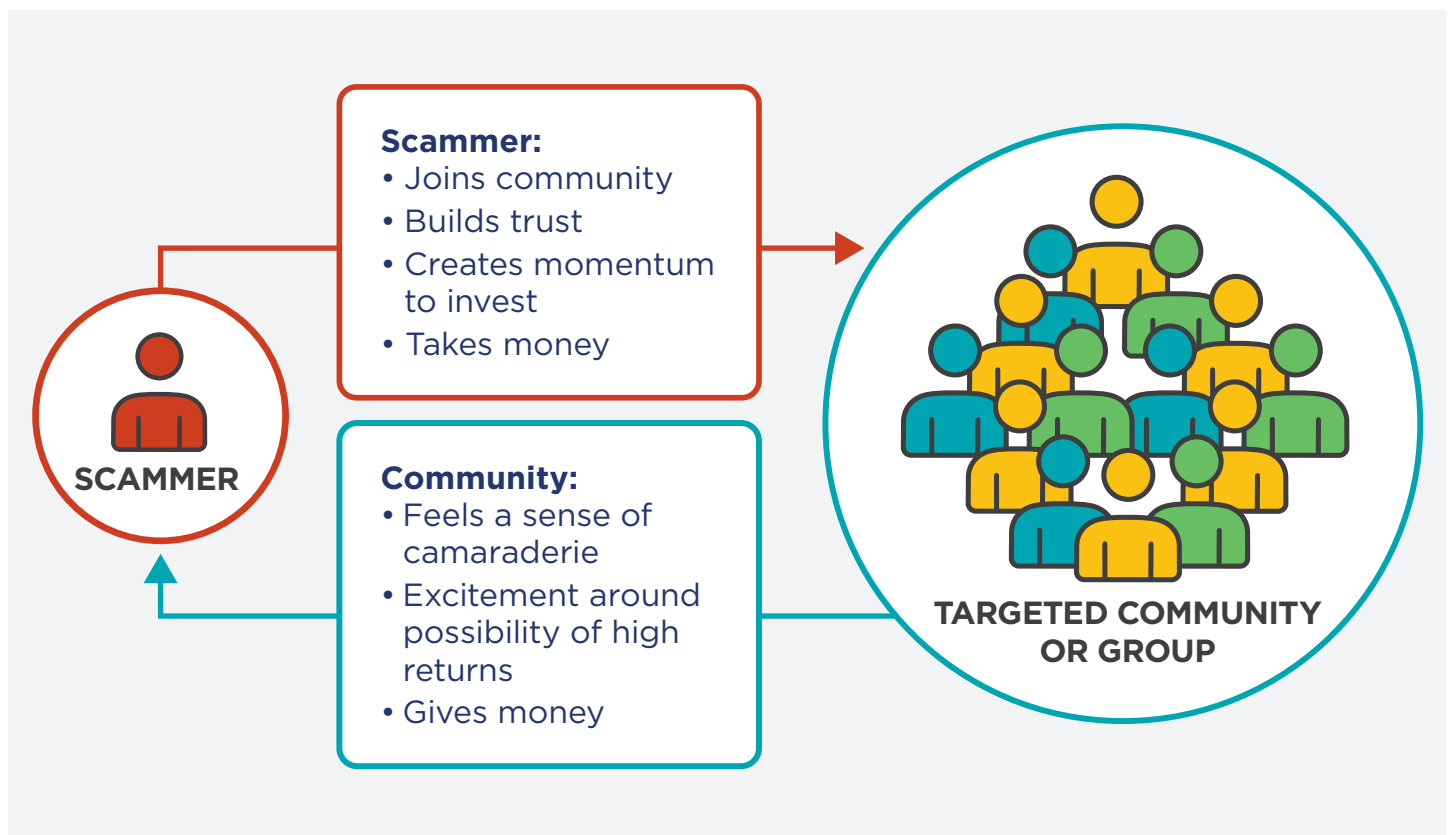 Scammer:
• Joins community
• Builds trust
• Creates momentum
to invest
• Takes money
SCAMMER
Community:
• Feels a sense of
camaraderie
• Excitement around
possibility of high
returns
• Gives money
TARGETED COMMUNITY
OR GROUP